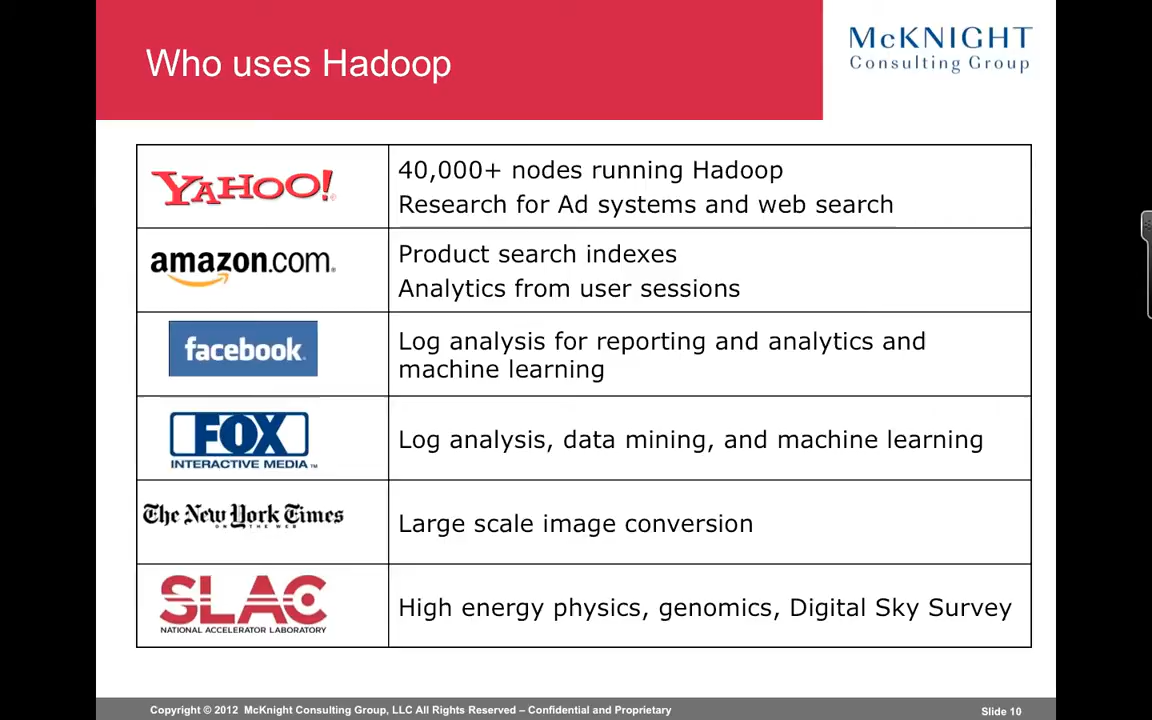 Who uses Hadoop
McKNIGHT
Consulting Group
YAHOO!
40,000+ nodes running Hadoop
Research for Ad systems and web search
amazon.com
Product search indexes
Analytics from user sessions
facebook
Log analysis for reporting and analytics and
machine learning
FOX
INTERACTIVE MEDIA™
Log analysis, data mining, and machine learning
The New York Times
ON THE WEB
Large scale image conversion
SLAC
NATIONAL ACCELERATOR LABORATORY
High energy physics, genomics, Digital Sky Survey
Copyright © 2012 McKnight Consulting Group, LLC All Rights Reserved – Confidential and Proprietary
Slide 10